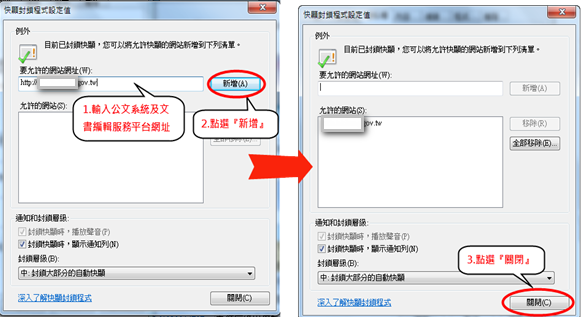 快顯封鎖程式設定值
例外
目前已封鎖快顯，您可以將允許快顯的網站新增到下列清單。
要允許的網站網址(W):
http:// gov.tw/
新增(A)
1.輸入公文系統及文
書編輯服務平台網址
2.點選『新增』
允許的網站(S):
全部移除(E)...
通知和封鎖層級:
封鎖快顯時，播放聲音(P)
封鎖快顯時，顯示通知列(N)
封鎖層級(B):
中: 封鎖大部分的自動快顯
深入了解快顯封鎖程式
關閉(C)
快顯封鎖程式設定值
例外
目前已封鎖快顯，您可以將允許快顯的網站新增到下列清單。
要允許的網站網址(W):
新增(A)
允許的網站(S):
gov.tw
移除(R)
全部移除(E)...
通知和封鎖層級:
封鎖快顯時，播放聲音(P)
封鎖快顯時，顯示通知列(N)
3.點選『關閉』
封鎖層級(B):
中: 封鎖大部分的自動快顯
深入了解快顯封鎖程式
關閉(C)